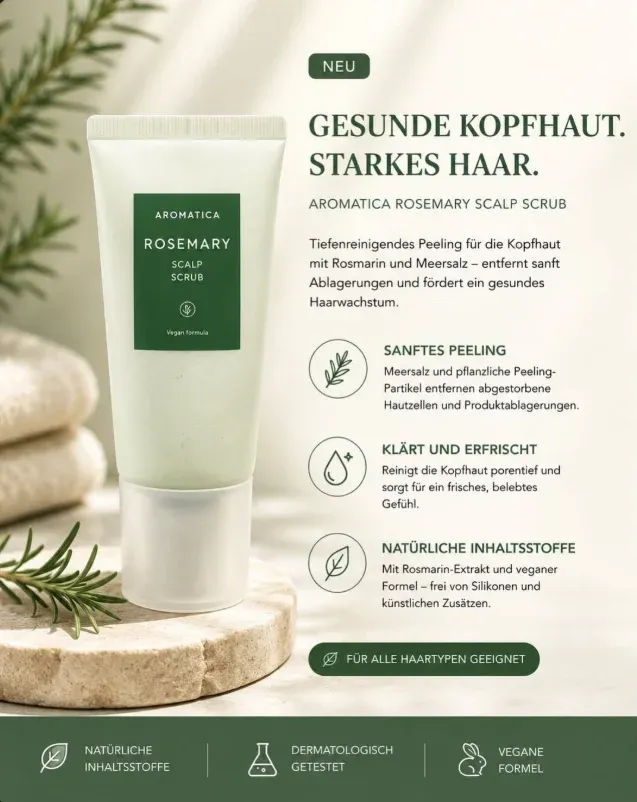 NEU
GESUNDE KOPFHAUT.
STARKES HAAR.
AROMATICA ROSEMARY SCALP SCRUB
Tiefenreinigendes Peeling für die Kopfhaut
mit Rosmarin und Meersalz – entfernt sanft
Ablagerungen und fördert ein gesundes
Haarwachstum.
AROMATICA
ROSEMARY
SCALP
SCRUB
Vegan formula
SANFTES PEELING
Meersalz und pflanzliche Peeling-
Partikel entfernen abgestorbene
Hautzellen und Produktablagerungen.
KLÄRT UND ERFRISCHT
Reinigt die Kopfhaut porentief und
sorgt für ein frisches, belebtes
Gefühl.
NATÜRLICHE INHALTSSTOFFE
Mit Rosmarin-Extrakt und veganer
Formel – frei von Silikonen und
künstlichen Zusätzen.
FÜR ALLE HAARTYPEN GEEIGNET
NATÜRLICHE
INHALTSSTOFFE
DERMATOLOGISCH
GETESTET
VEGANE
FORMEL